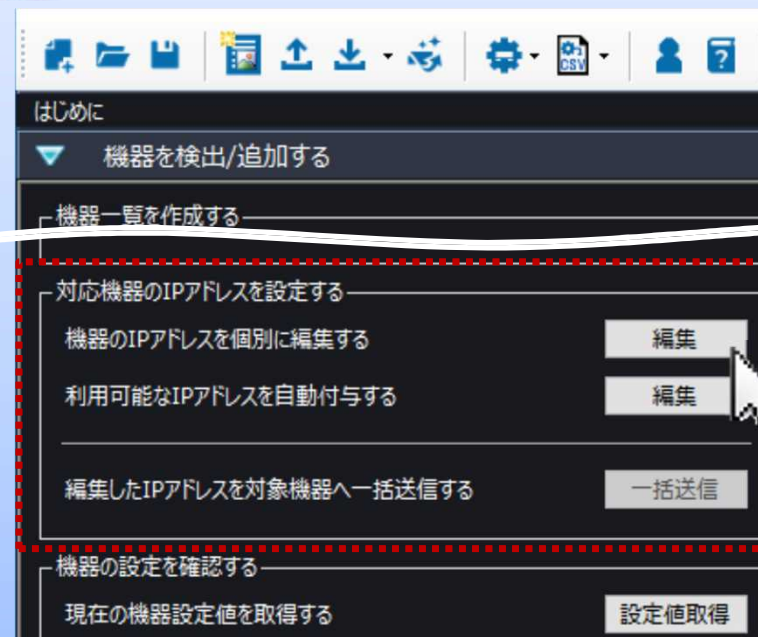 CSV
?
はじめに
機器を検出/追加する
機器一覧を作成する
対応機器のIPアドレスを設定する
機器のIPアドレスを個別に編集する 編集
利用可能なIPアドレスを自動付与する 編集
編集したIPアドレスを対象機器へ一括送信する 一括送信
機器の設定を確認する
現在の機器設定値を取得する 設定値取得